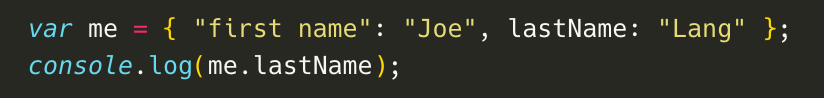 var me = { "first name": "Joe", lastName: "Lang" };
console.log(me.lastName);